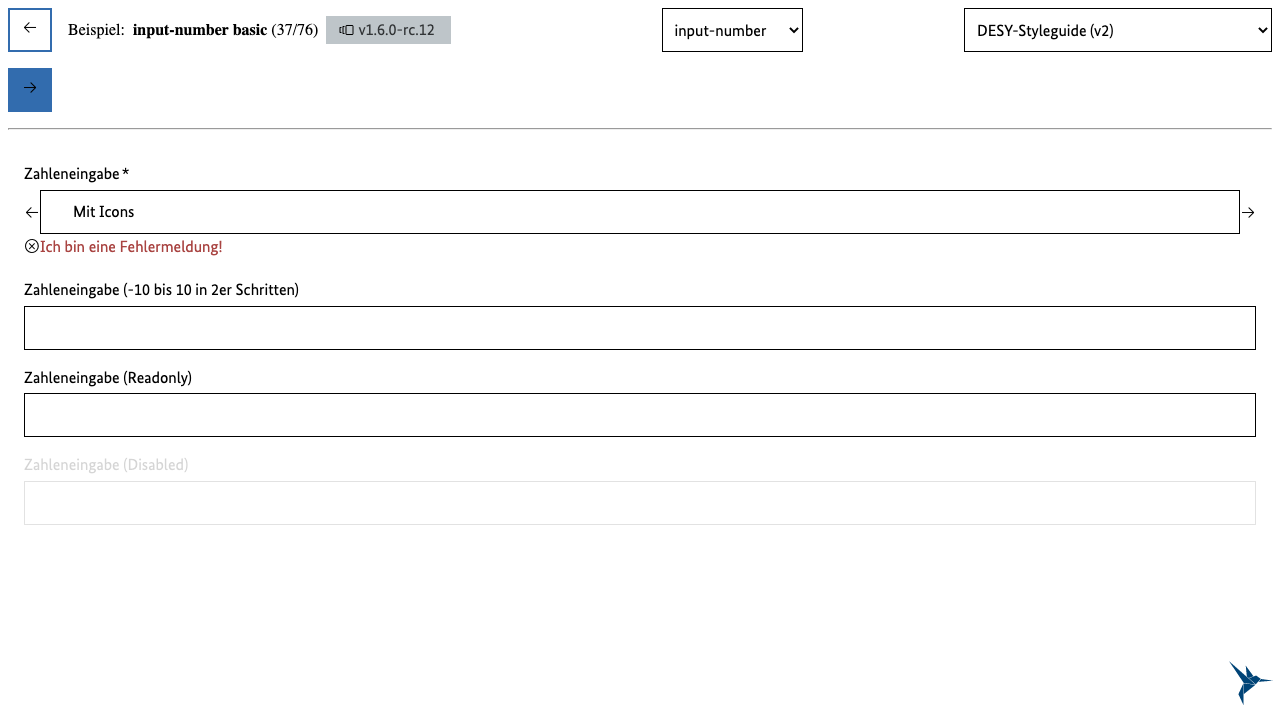 Beispiel: input-number basic (37/76) v1.6.0-rc.12 input-number DESY-Styleguide (v2)
Zahleneingabe *
Mit Icons
Ich bin eine Fehlermeldung!
Zahleneingabe (-10 bis 10 in 2er Schritten)
Zahleneingabe (Readonly)
Zahleneingabe (Disabled)